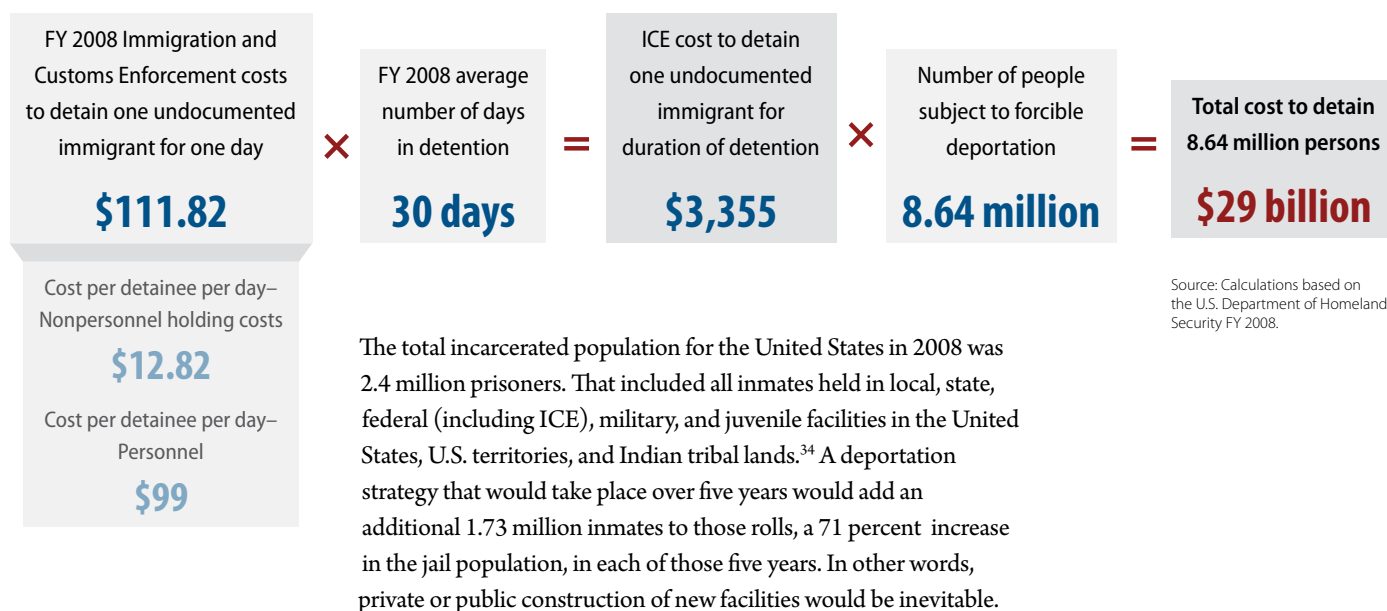 FY 2008 Immigration and
Customs Enforcement costs
to detain one undocumented
immigrant for one day
$111.82
×
FY 2008 average
number of days
in detention
30 days
=
ICE cost to detain
one undocumented
immigrant for
duration of detention
$3,355
×
Number of people
subject to forcible
deportation
8.64 million
=
Total cost to detain
8.64 million persons
$29 billion
Cost per detainee per day–
Nonpersonnel holding costs
$12.82
Cost per detainee per day–
Personnel
$99
Source: Calculations based on
the U.S. Department of Homeland
Security FY 2008.
The total incarcerated population for the United States in 2008 was
2.4 million prisoners. That included all inmates held in local, state,
federal (including ICE), military, and juvenile facilities in the United
States, U.S. territories, and Indian tribal lands.34 A deportation
strategy that would take place over five years would add an
additional 1.73 million inmates to those rolls, a 71 percent increase
in the jail population, in each of those five years. In other words,
private or public construction of new facilities would be inevitable.